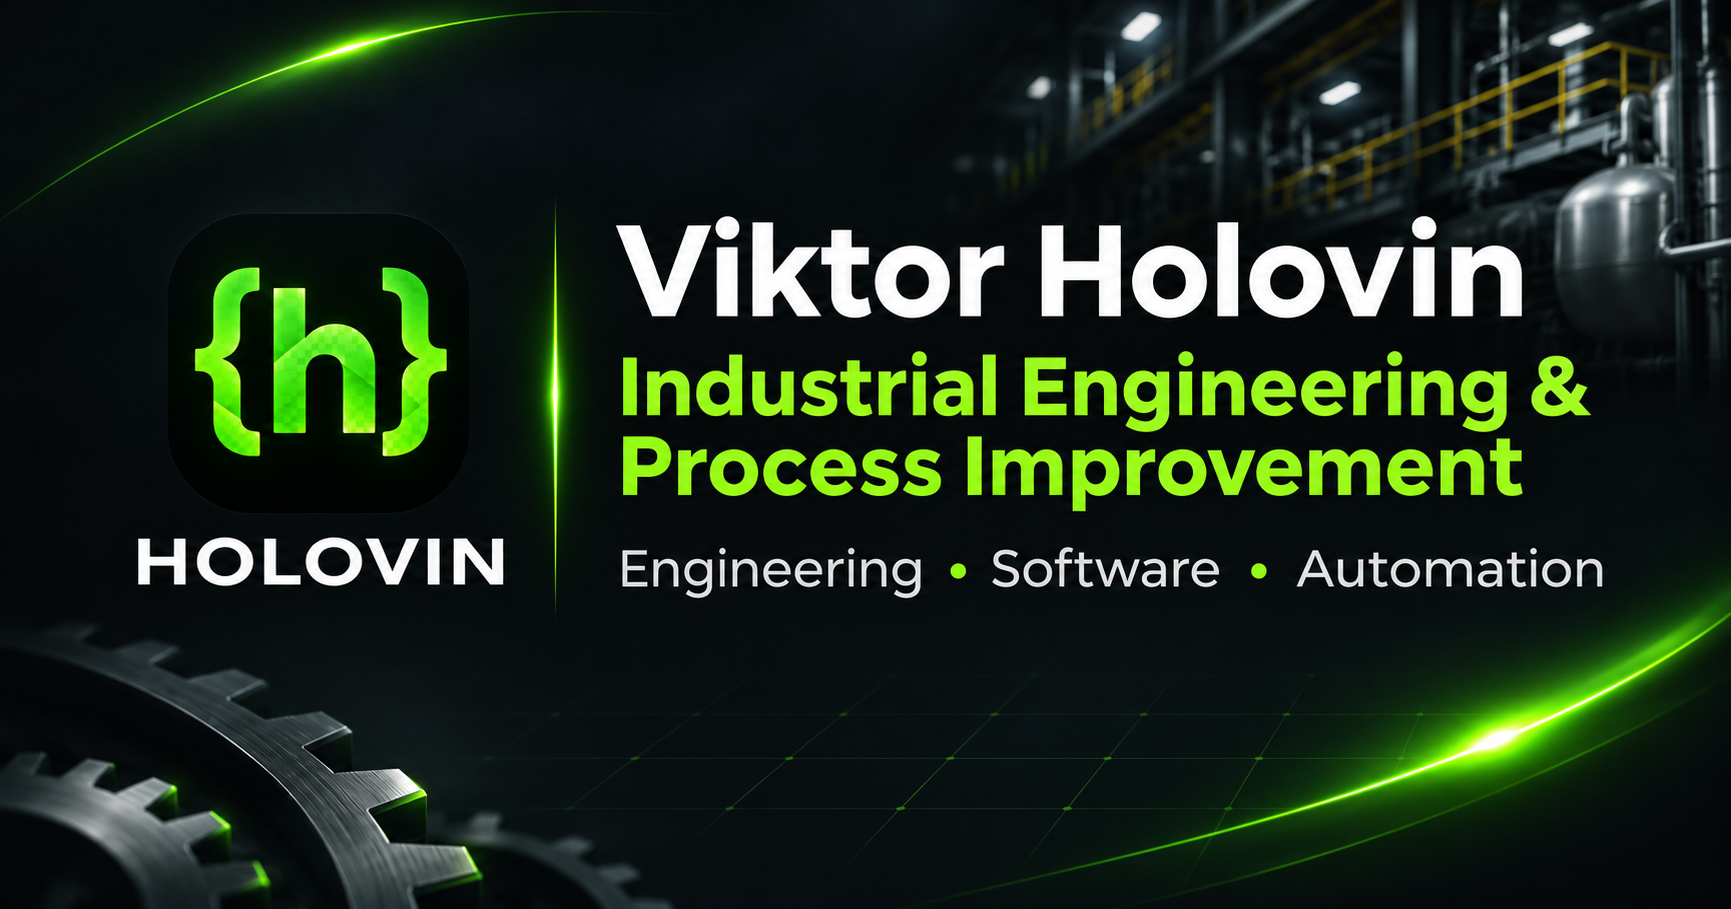 {h}
HOLOVIN
Viktor Holovin
Industrial Engineering &
Process Improvement
Engineering • Software • Automation